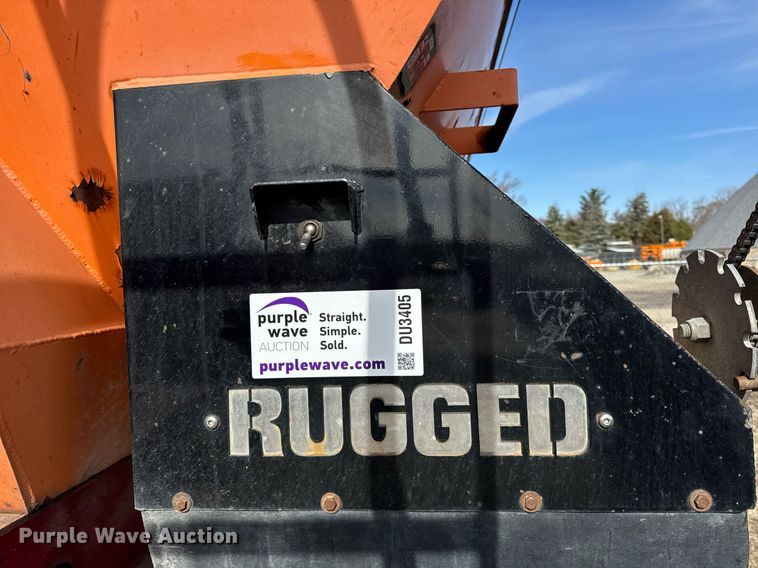 purple
wave
AUCTION
Straight.
Simple.
Sold.
purplewave.com
DU3405
RUGGED
Purple Wave Auction